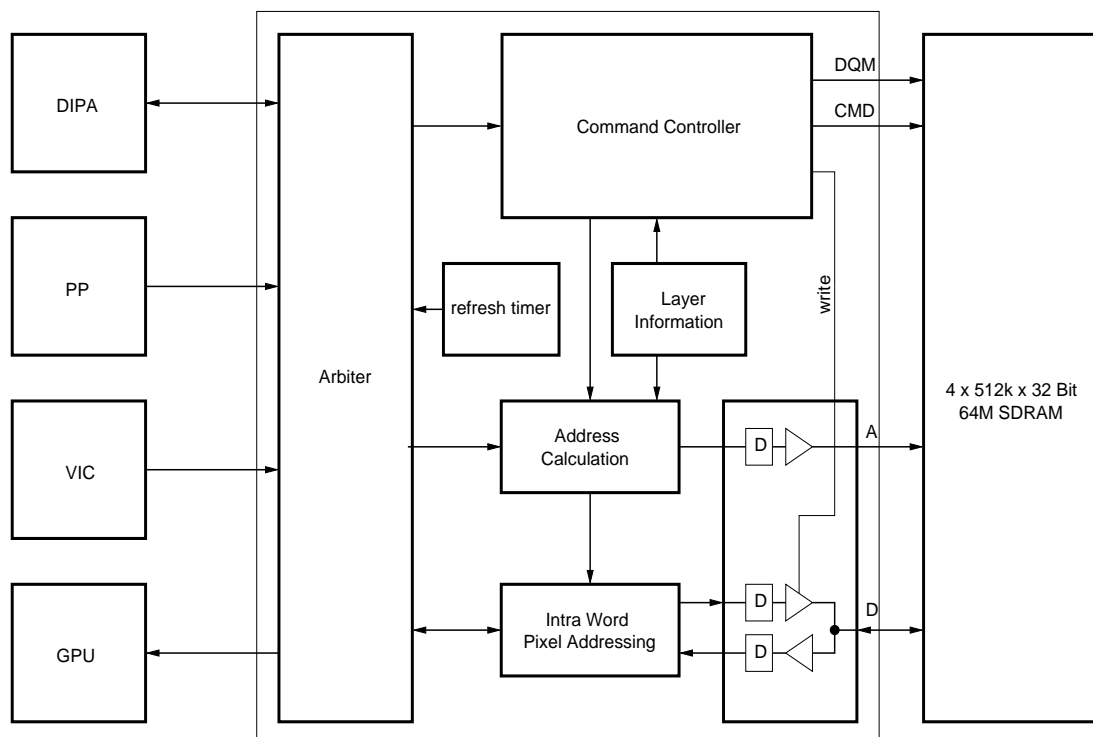 DIPA
PP
VIC
GPU
Arbiter
Command Controller
refresh timer
Layer
Information
Address
Calculation
Intra Word
Pixel Addressing
DQM
CMD
write
D
A
D
D
D
4 x 512k x 32 Bit
64M SDRAM